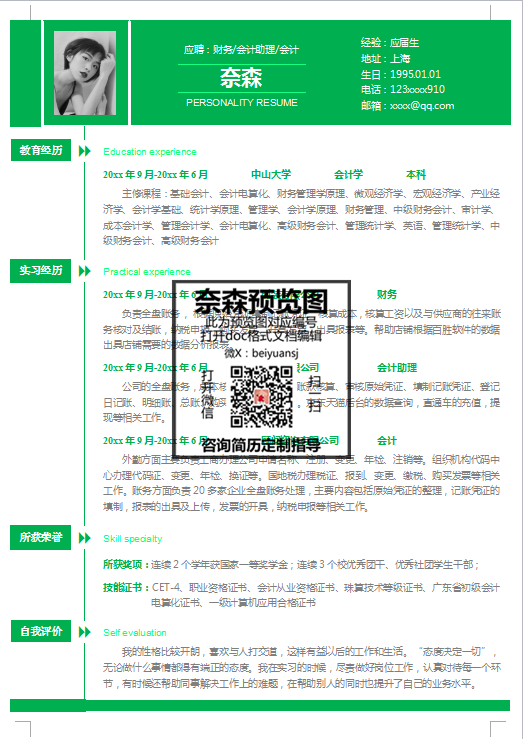 应聘：财务/会计助理/会计
奈森
PERSONALITY RESUME
经验：应届生
地址：上海
生日：1995.01.01
电话：123xxxx910
邮箱：xxxx@qq.com
教育经历 Education experience
20xx 年 9 月-20xx 年 6 月 中山大学 会计学 本科
主修课程：基础会计、会计电算化、财务管理学原理、微观经济学、宏观经济学、产业经
济学、会计学基础、统计学原理、管理学、会计学原理、财务管理、中级财务会计、审计学、
成本会计学、管理会计学、会计电算化、高级财务会计、管理统计学、英语、管理统计学、中
级财务会计、高级财务会计
实习经历 Practical experience
20xx 年 9 月-20xx 年 6 月 财务
奈森预览图
此为预览图对应编号
打开doc格式文档编辑
微X：beiyuansj
打开微信
扫一扫
咨询简历定制指导
负责全盘账务， 核算成本，核算工资以及与供应商的往来账
务核对及结账，纳税申报 出具报表等。帮助店铺根据百胜软件的数据
出具店铺需要的数据分析报表
20xx 年 9 月-20xx 年 6 月 限公司 会计助理
公司的全盘账务， 账款核算、审核原始凭证、填制记账凭证、登记
日记账、明细账、总账 京东天猫后台的数据查询，直通车的充值，提
现等相关工作。
20xx 年 9 月-20xx 年 6 月 有限公司 会计
外勤方面主要负责工商办理公司申请名称、注册、变更、年检、注销等。组织机构代码中
心办理代码证、变更、年检、换证等。国地税办理税证、报到、变更、缴税、购买发票等相关
工作。账务方面负责 20 多家企业全盘账务处理，主要内容包括原始凭证的整理，记账凭证的
填制，报表的出具及上传，发票的开具，纳税申报等相关工作。
所获荣誉 Skill specialty
所获奖项：连续 2 个学年获国家一等奖学金；连续 3 个校优秀团干、优秀社团学生干部；
技能证书：CET-4、职业资格证书、会计从业资格证书、珠算技术等级证书、广东省初级会计
电算化证书、一级计算机应用合格证书
自我评价 Self evaluation
我的性格比较开朗，喜欢与人打交道，这样有益以后的工作和生活。“态度决定一切”，
无论做什么事情都得有端正的态度。我在实习的时候，尽责做好岗位工作，认真对待每一个环
节，有时候还帮助同事解决工作上的难题，在帮助别人的同时也提升了自己的业务水平。